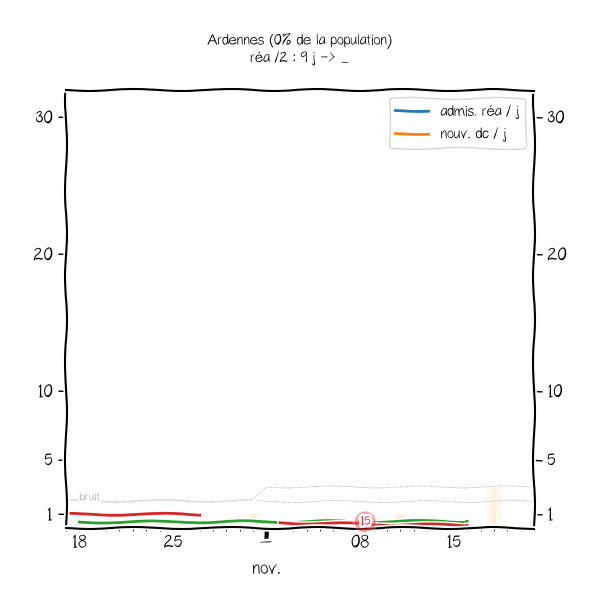 Ardennes (0% de la population)
réa /2 : 9 j -> _
admis. réa / j
nouv. dc / j
30
30
20
20
10
10
5
5
bruit
1
1
15
18
25
1
08
15
nov.